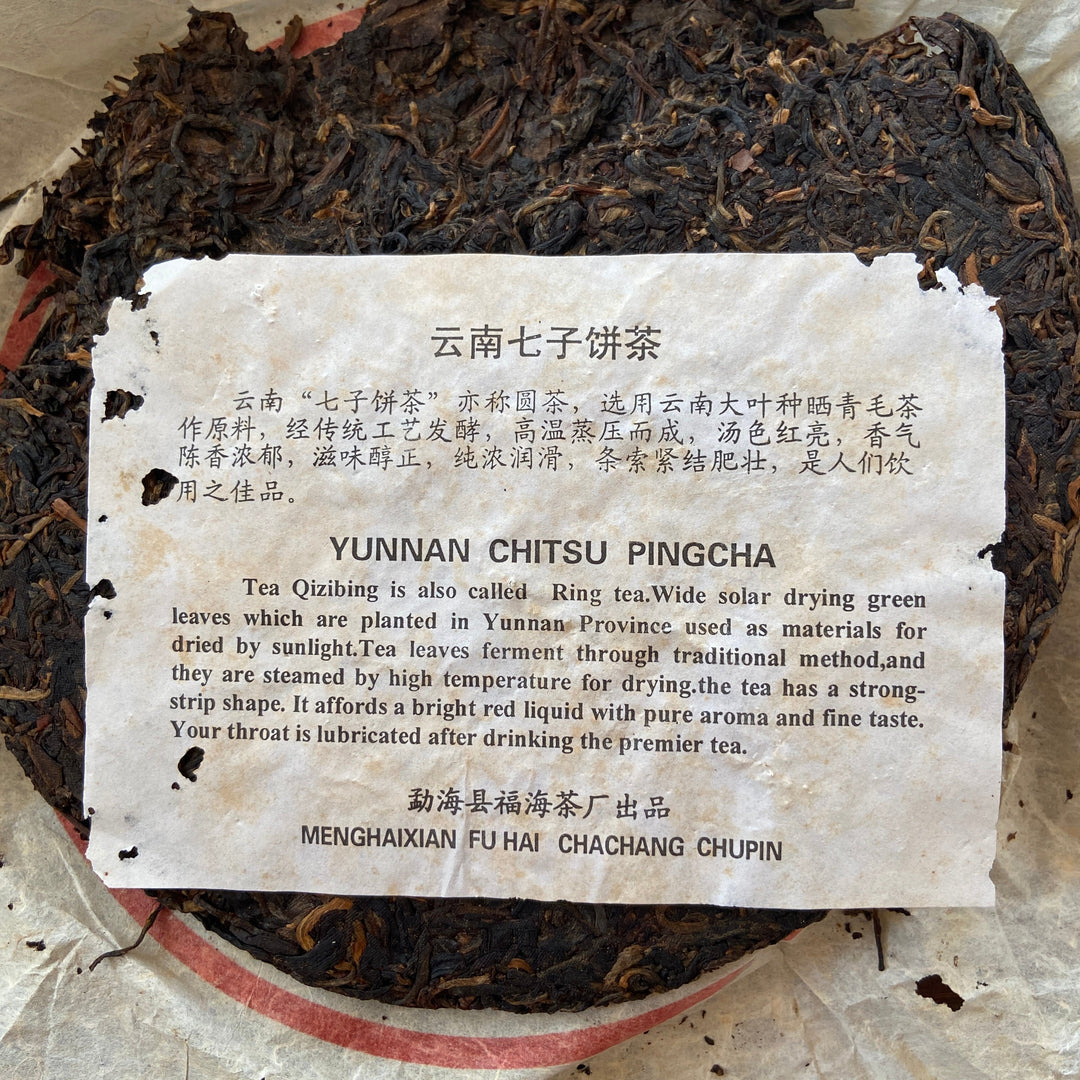 云南七子饼茶
云南“七子饼茶”亦称圆茶，选用云南大叶种晒青毛茶
作原料，经传统工艺发酵，高温蒸压而成，汤色红亮，香气
陈香浓郁，滋味醇正，纯浓润滑，条索紧结肥壮，是人们饮
用之佳品。
YUNNAN CHITSU PINGCHA
Tea Qizibing is also called Ring tea.Wide solar drying green
leaves which are planted in Yunnan Province used as materials for
dried by sunlight.Tea leaves ferment through traditional method,and
they are steamed by high temperature for drying.the tea has a strong-
strip shape. It affords a bright red liquid with pure aroma and fine taste.
Your throat is lubricated after drinking the premier tea.
勐海县福海茶厂出品
MENGHAIXIAN FU HAI CHACHANG CHUPIN